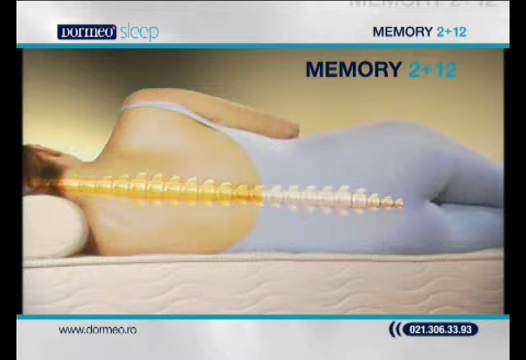 MEMORY 2+12
DORMEO sleep
MEMORY 2+12
MEMORY 2+12
www.dormeo.ro
021.306.33.93